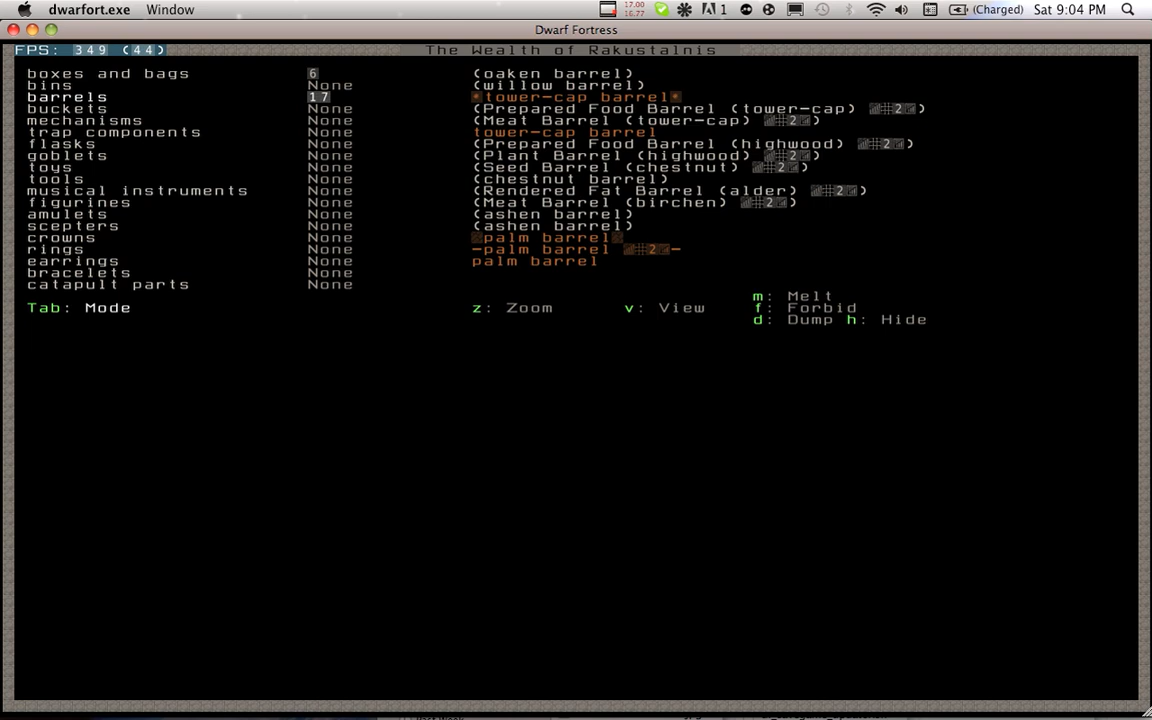 dwarfort.exe Window 17.00 16.77 1 (Charged) Sat 9:04 PM
Dwarf Fortress
FPS: 349 (44) The Wealth of Rakustalnis
boxes and bags 6 (oaken barrel)
bins None (willow barrel)
barrels 17 *tower-cap barrel*
buckets None (Prepared Food Barrel (tower-cap) 2 )
mechanisms None (Meat Barrel (tower-cap) 2 )
trap components None tower-cap barrel
flasks None (Prepared Food Barrel (highwood) 2 )
goblets None (Plant Barrel (highwood) 2 )
toys None (Seed Barrel (chestnut) 2 )
tools None (chestnut barrel)
musical instruments None (Rendered Fat Barrel (alder) 2 )
figurines None (Meat Barrel (birchen) 2 )
amulets None (ashen barrel)
scepters None (ashen barrel)
crowns None palm barrel
rings None -palm barrel 2 -
earrings None palm barrel
bracelets None
catapult parts None
m: Melt
Tab: Mode z: Zoom v: View f: Forbid
d: Dump h: Hide